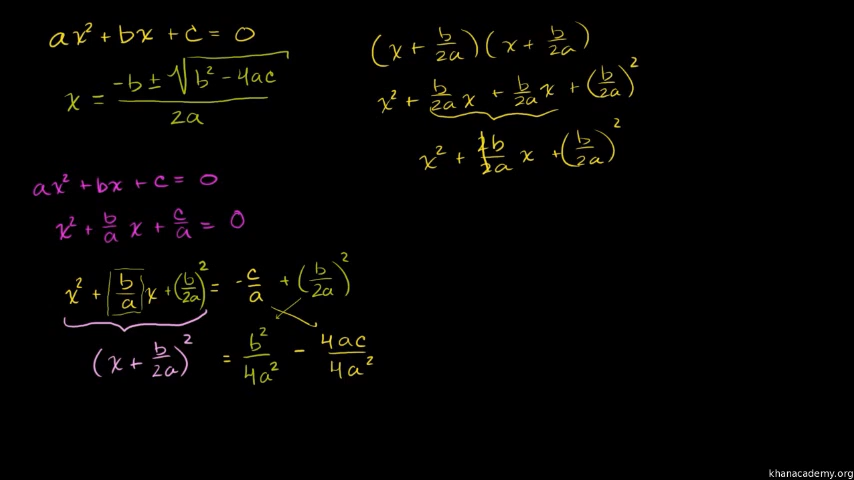 ax² + bx + c = 0
x = (-b ± √(b² - 4ac)) / 2a
(x + b/2a)(x + b/2a)
x² + b/2a x + b/2a x + (b/2a)²
x² + 2b/2a x + (b/2a)²
ax² + bx + c = 0
x² + b/a x + c/a = 0
x² + b/a x + (b/2a)² = -c/a + (b/2a)²
(x + b/2a)² = b²/4a² - 4ac/4a²
khanacademy.org